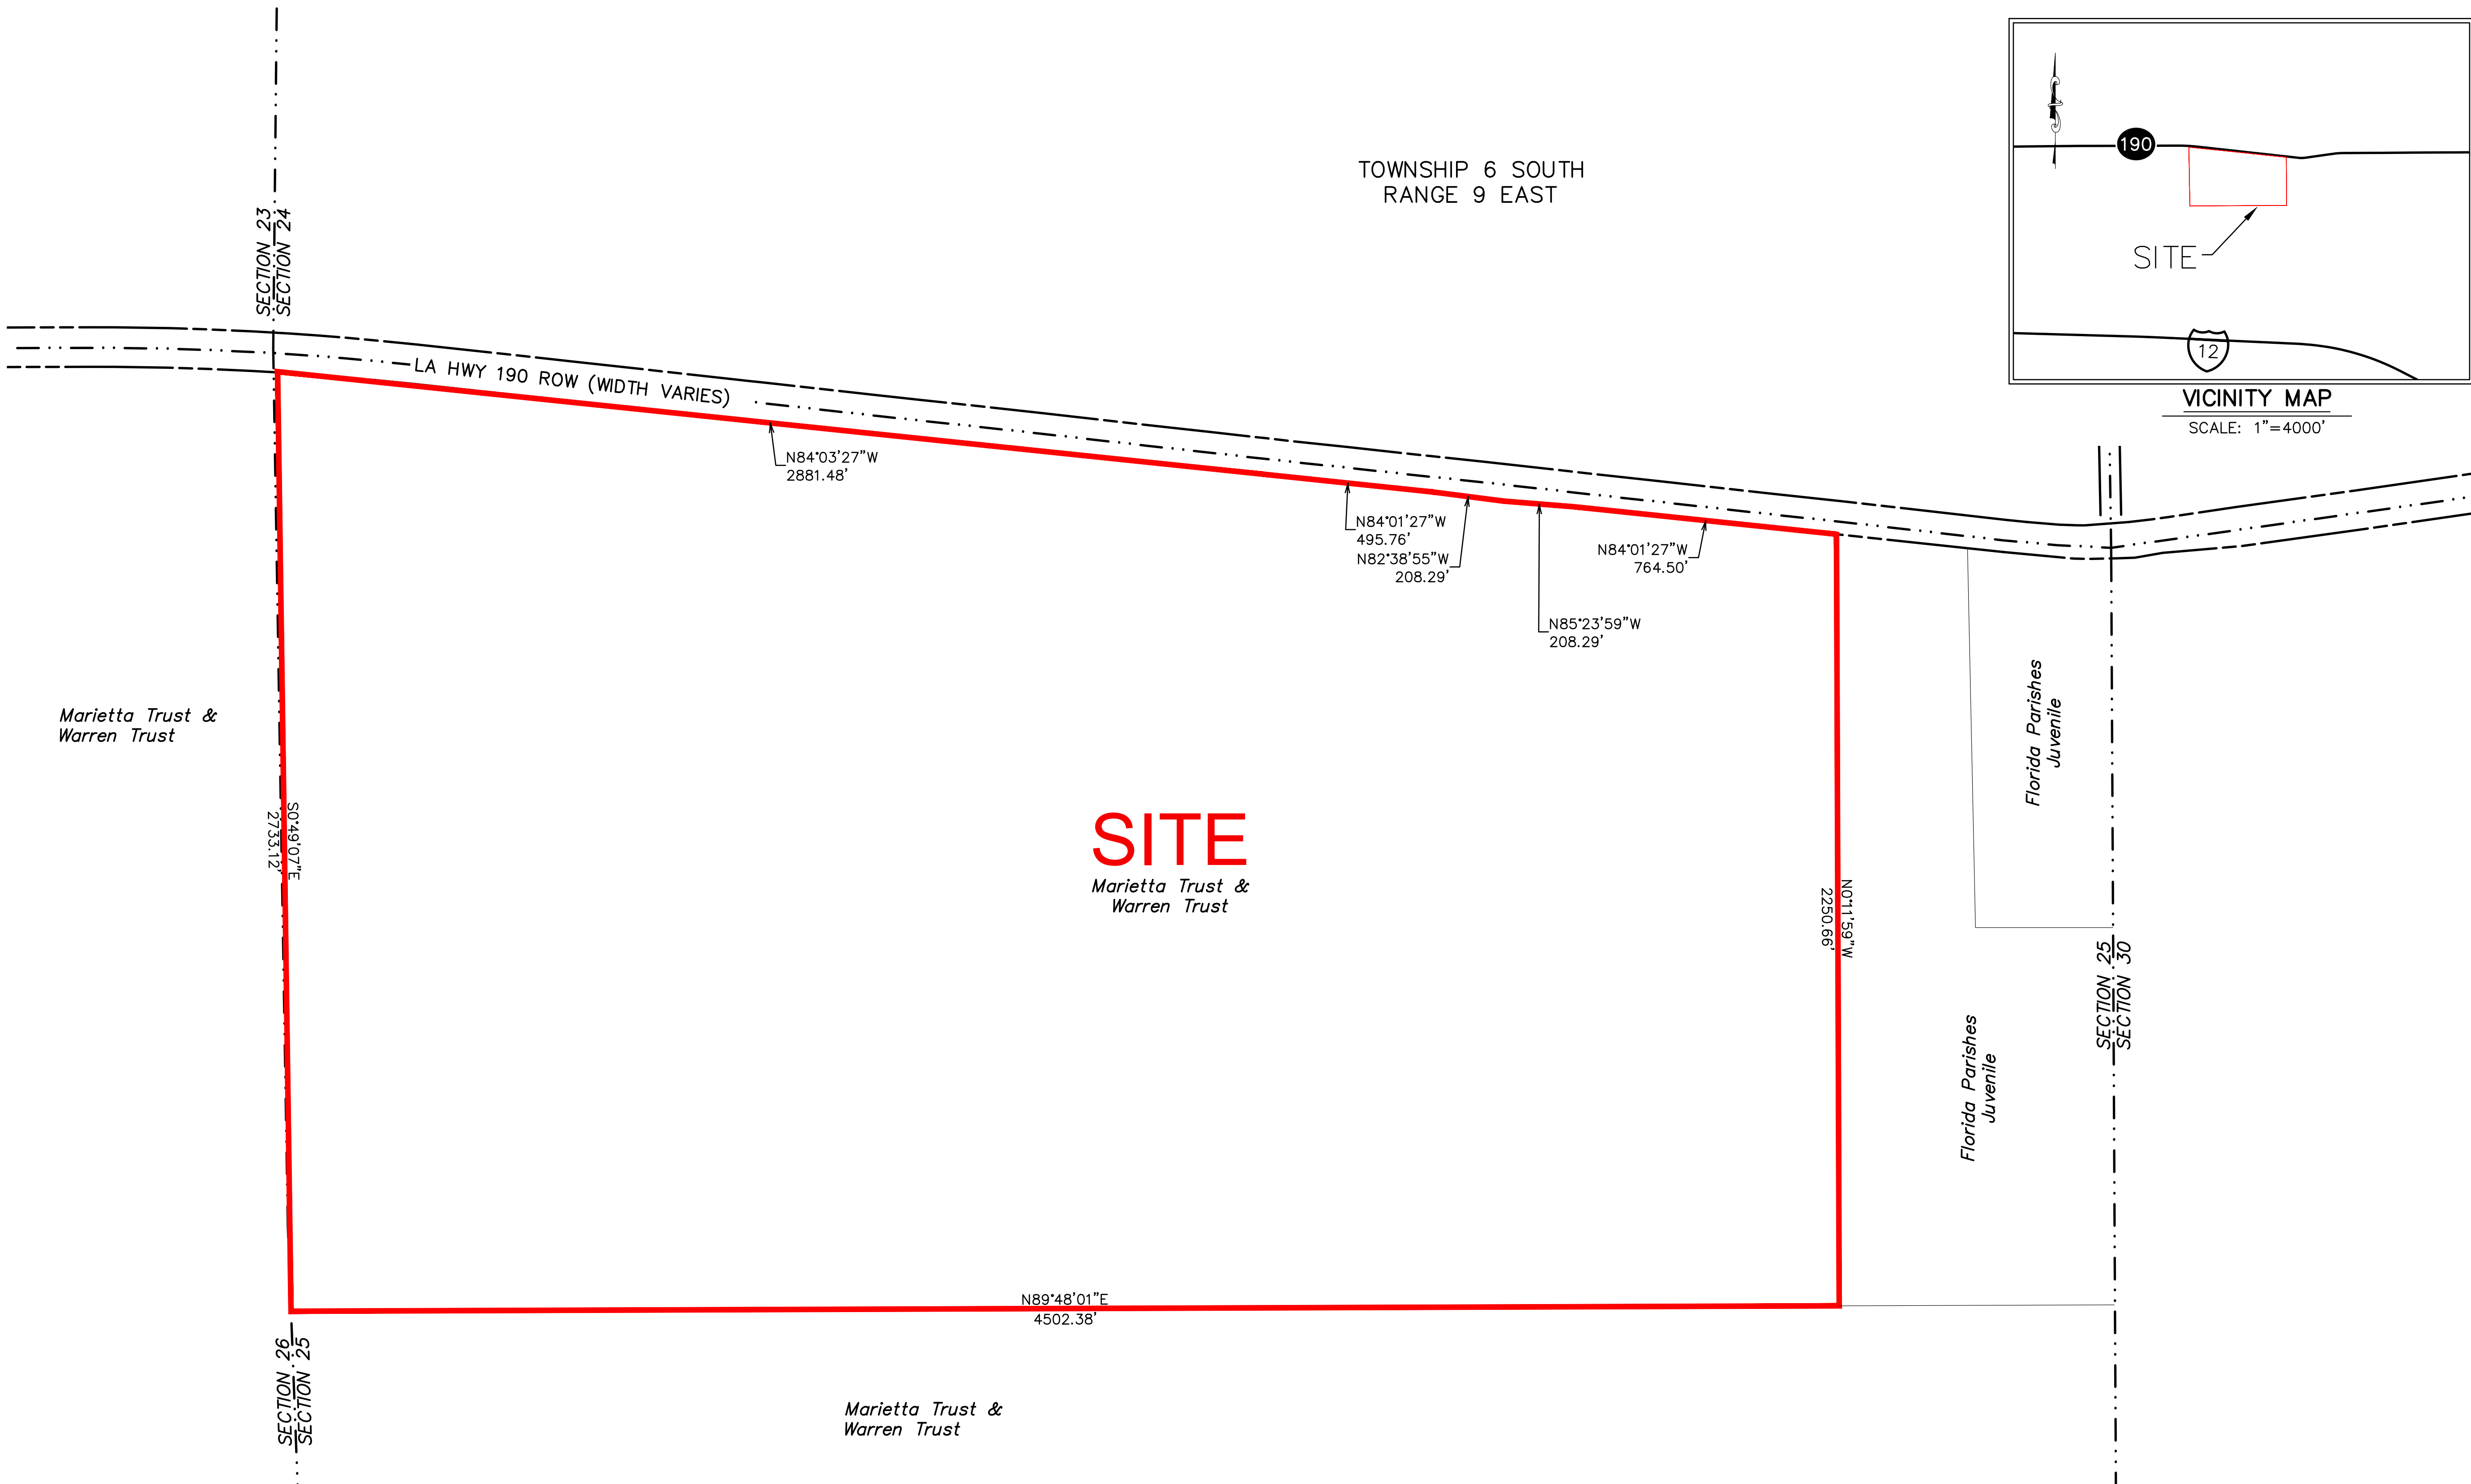 TOWNSHIP 6 SOUTH
RANGE 9 EAST
190
SITE
12
VICINITY MAP
SCALE: 1"=4000'
SECTION 23
SECTION 24
LA HWY 190 ROW (WIDTH VARIES)
N84°03'27"W
2881.48'
N84°01'27"W
495.76'
N82°38'55"W
208.29'
N85°23'59"W
208.29'
N84°01'27"W
764.50'
Marietta Trust &
Warren Trust
S0°49'07"E
2733.12'
SITE
Marietta Trust &
Warren Trust
N0°11'59"W
2250.66'
Florida Parishes
Juvenile
SECTION 25
SECTION 30
Florida Parishes
Juvenile
N89°48'01"E
4502.38'
SECTION 26
SECTION 25
Marietta Trust &
Warren Trust